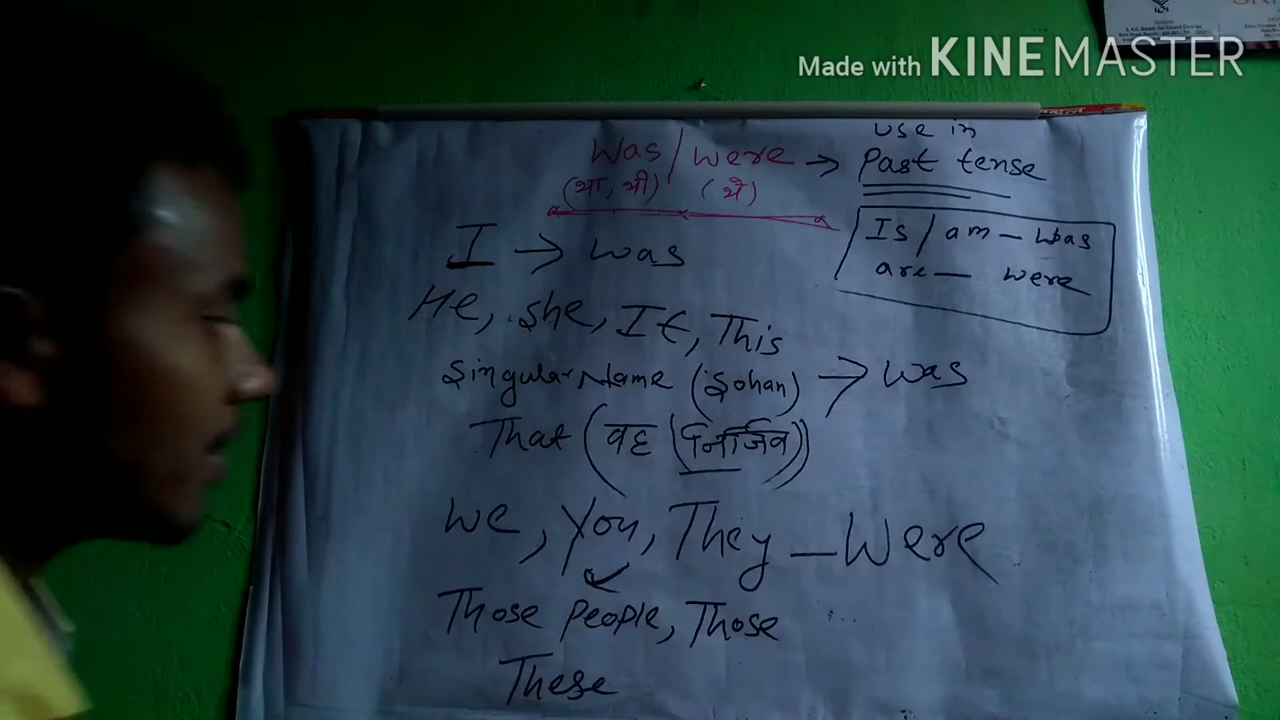 Made with KINEMASTER
Was / were → use in Past tense
(था, थी) (थे)
Is / am — was
are — were
I → was
He, She, It, This
Singular Name (Sohan) → was
That (वह (निर्जिव))
We, You, They — Were
Those People, Those
These